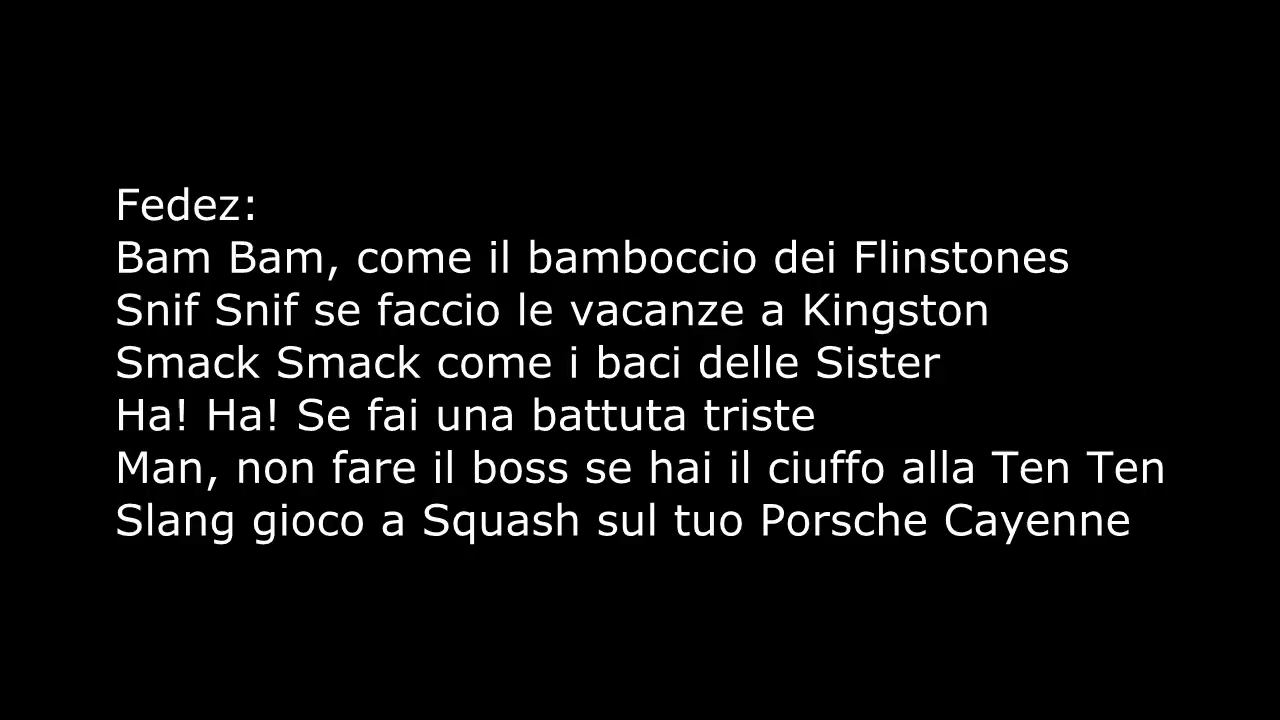 Fedez:
Bam Bam, come il bamboccio dei Flinstones
Snif Snif se faccio le vacanze a Kingston
Smack Smack come i baci delle Sister
Ha! Ha! Se fai una battuta triste
Man, non fare il boss se hai il ciuffo alla Ten Ten
Slang gioco a Squash sul tuo Porsche Cayenne